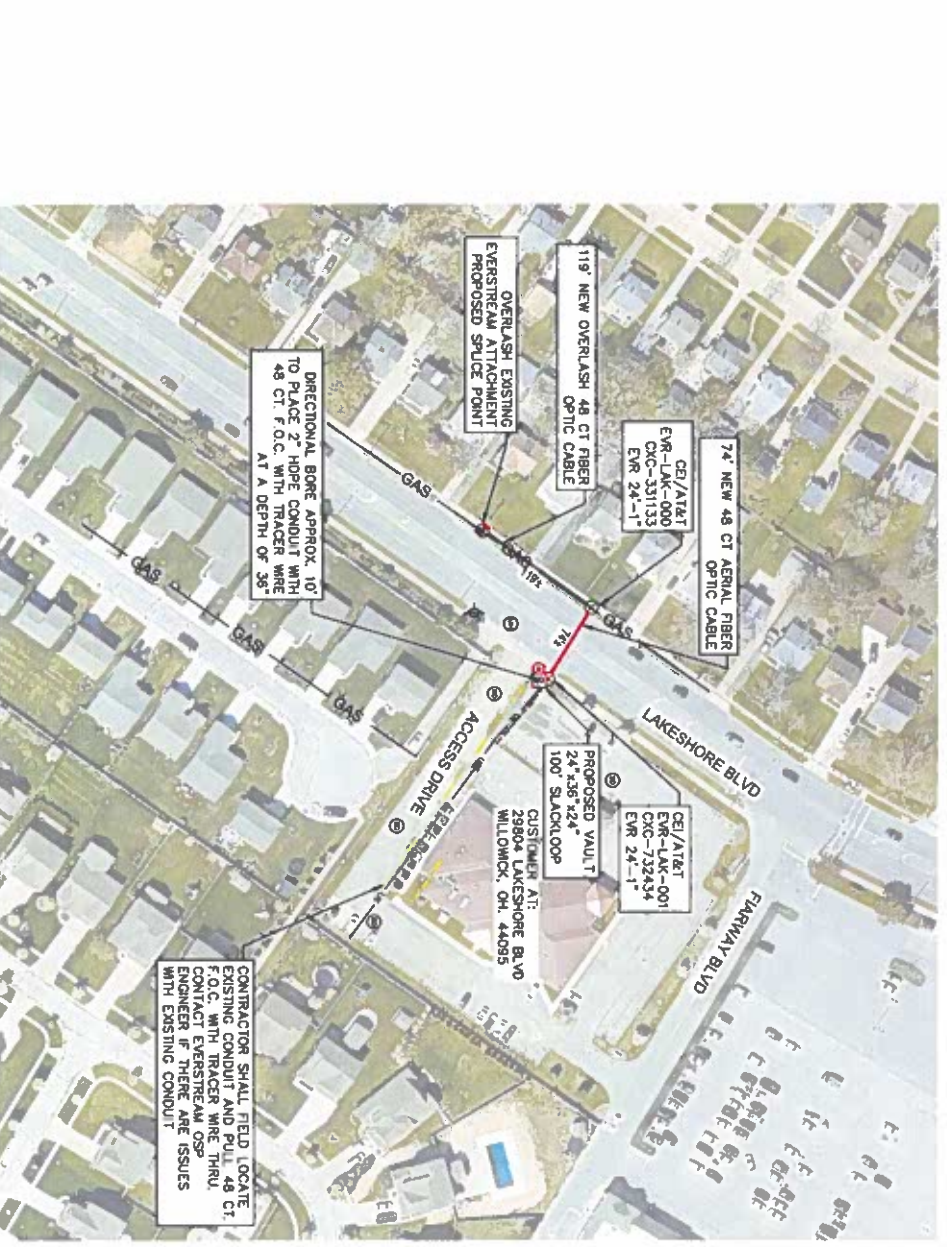 74' NEW 48 CT AERIAL FIBER
OPTIC CABLE
CEI/AT&T
EVR-LAK-000
CXC-331133
EVR 24'-1"
119' NEW OVERLASH 48 CT FIBER
OPTIC CABLE
OVERLASH EXISTING
EVERSTREAM ATTACHMENT
PROPOSED SPLICE POINT
DIRECTIONAL BORE APPROX. 10'
TO PLACE 2" HDPE CONDUIT WITH
48 CT. F.O.C. WITH TRACER WIRE
AT A DEPTH OF 36"
GAS
GAS
119'±
GAS
74'±
LAKESHORE BLVD
FIARWAY BLVD
CEI/AT&T
EVR-LAK-001
CXC-732434
EVR 24'-1"
PROPOSED VAULT
24"x36"x24"
100' SLACKLOOP
CUSTOMER AT:
29804 LAKESHORE BLVD
WILLOWICK, OH. 44095
ACCESS DRIVE
GAS
GAS
GAS
CONTRACTOR SHALL FIELD LOCATE
EXISTING CONDUIT AND PULL 48 CT.
F.O.C. WITH TRACER WIRE THRU.
CONTACT EVERSTREAM OSP
ENGINEER IF THERE ARE ISSUES
WITH EXISTING CONDUIT